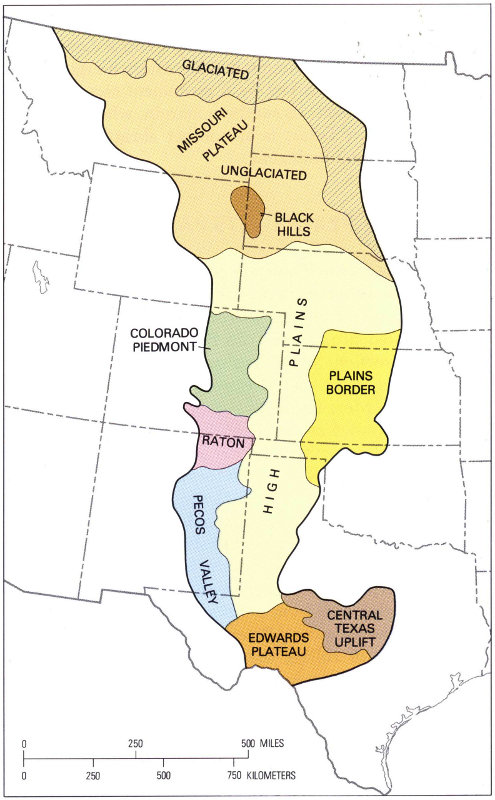 GLACIATED
MISSOURI
PLATEAU
UNGLACIATED
BLACK
HILLS
PLAINS
COLORADO
PIEDMONT
PLAINS
BORDER
RATON
HIGH
PECOS
VALLEY
CENTRAL
TEXAS
UPLIFT
EDWARDS
PLATEAU
0 250 500 MILES
0 250 500 750 KILOMETERS